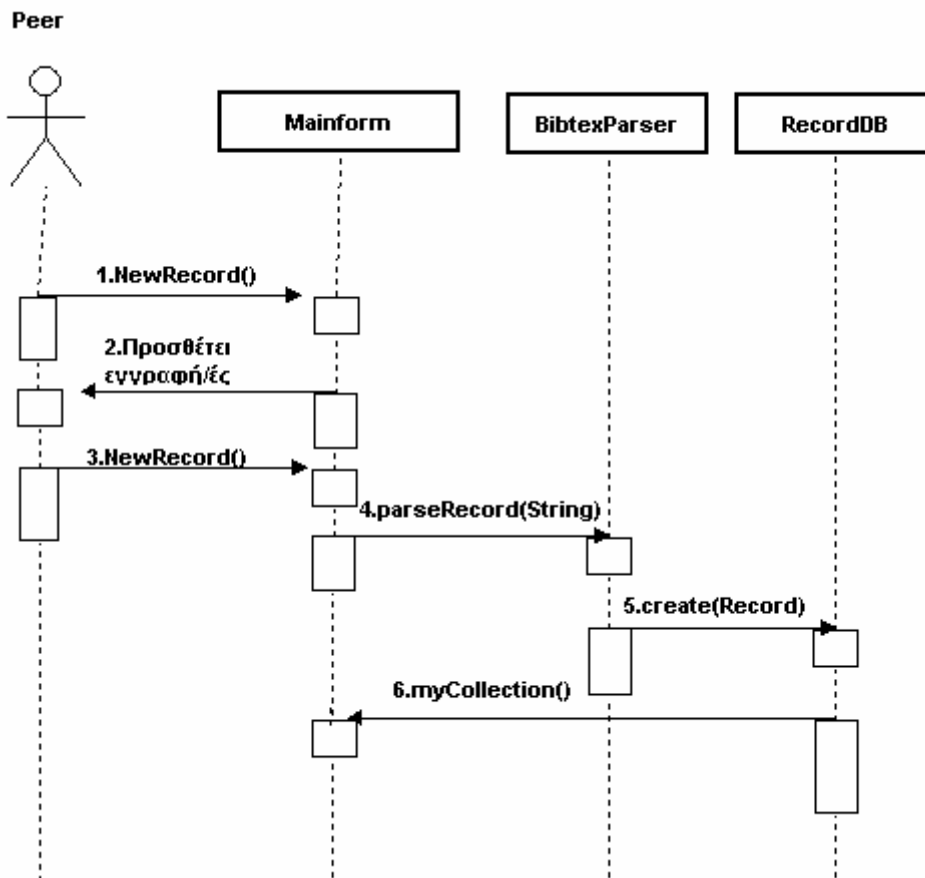 Peer
Mainform
BibtexParser
RecordDB
1.NewRecord()
2.Προσθέτει
εγγραφή/ές
3.NewRecord()
4.parseRecord(String)
5.create(Record)
6.myCollection()